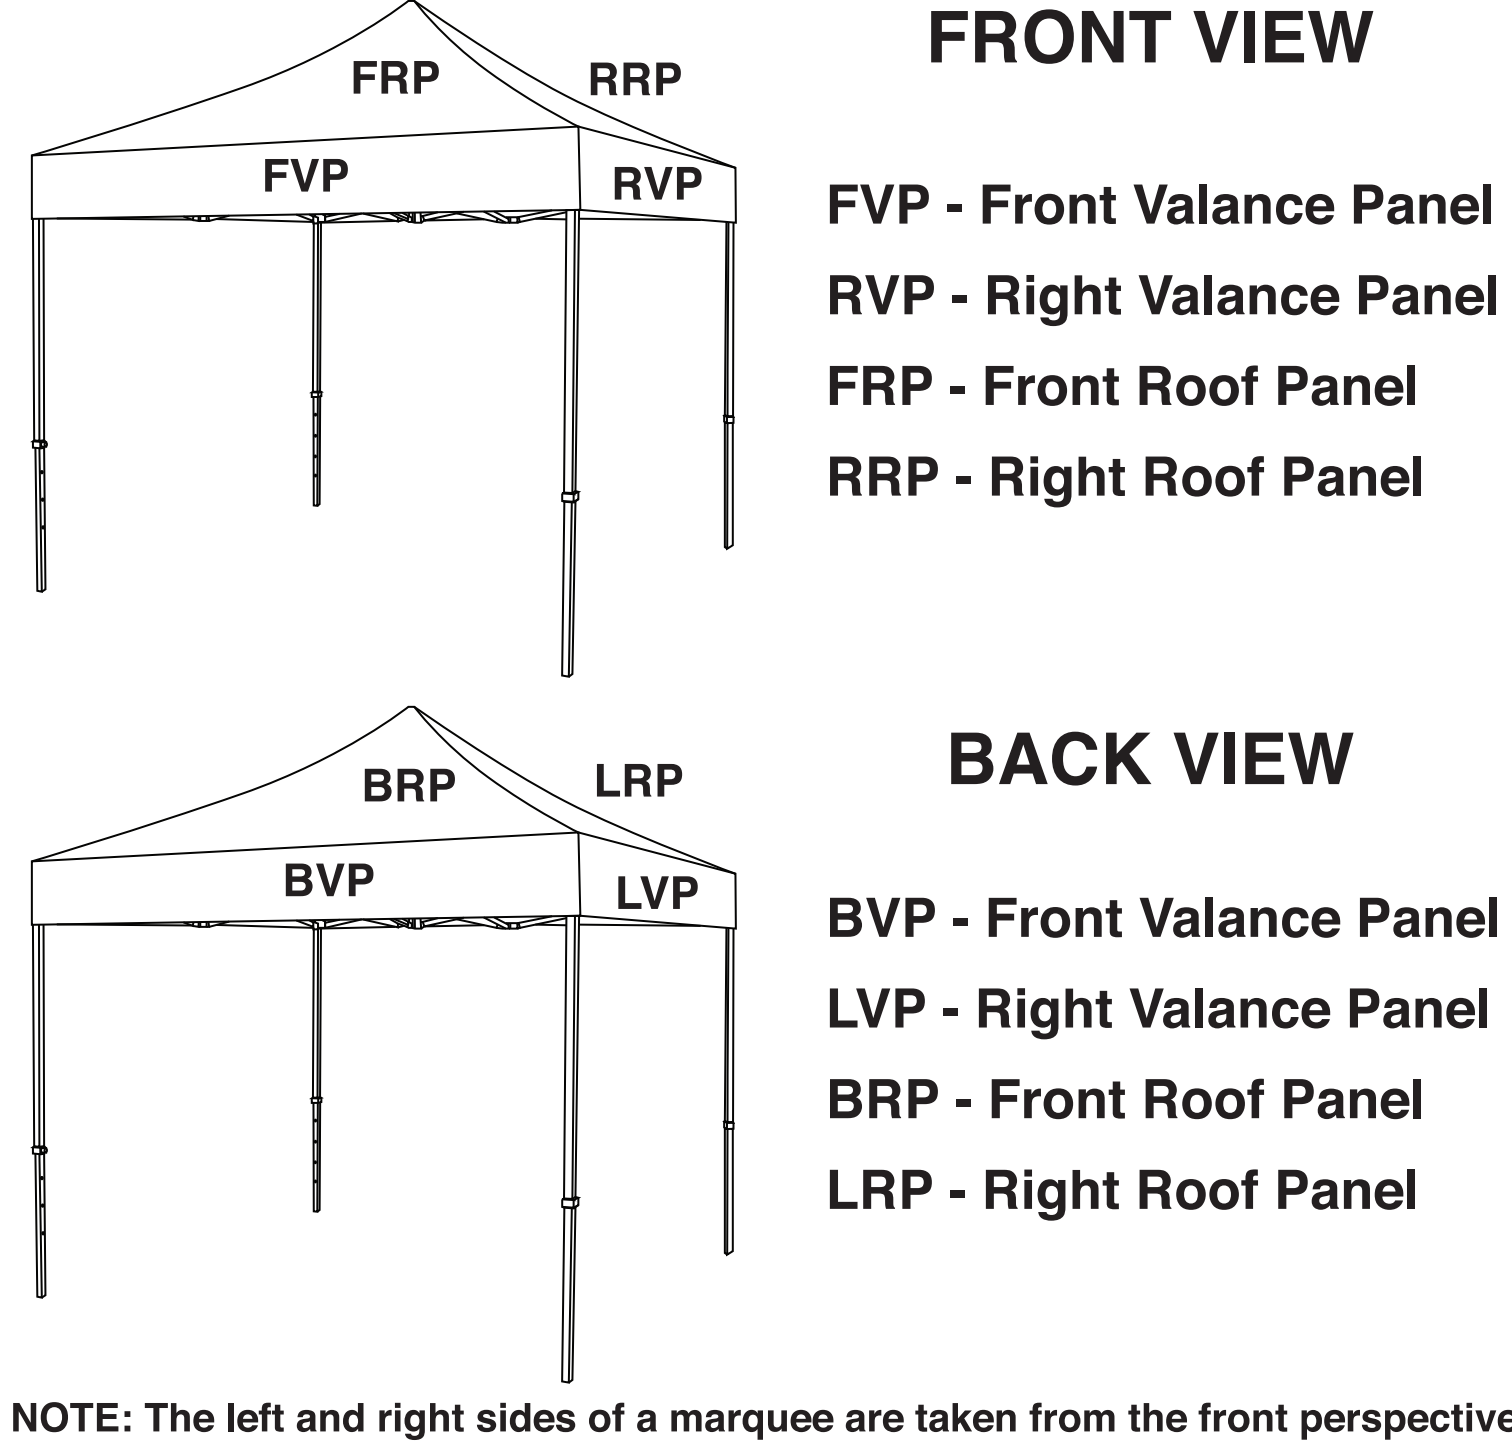 FRONT VIEW
FRP
RRP
FVP
RVP
FVP - Front Valance Panel
RVP - Right Valance Panel
FRP - Front Roof Panel
RRP - Right Roof Panel
BACK VIEW
BRP
LRP
BVP
LVP
BVP - Front Valance Panel
LVP - Right Valance Panel
BRP - Front Roof Panel
LRP - Right Roof Panel
NOTE: The left and right sides of a marquee are taken from the front perspective